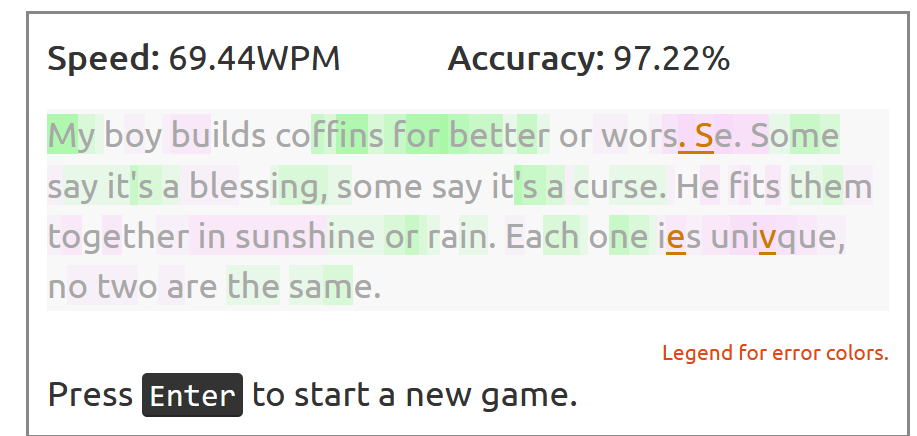 Speed: 69.44WPM Accuracy: 97.22%
My boy builds coffins for better or wors. Se. Some
say it's a blessing, some say it's a curse. He fits them
together in sunshine or rain. Each one ies univque,
no two are the same.
Legend for error colors.
Press Enter to start a new game.